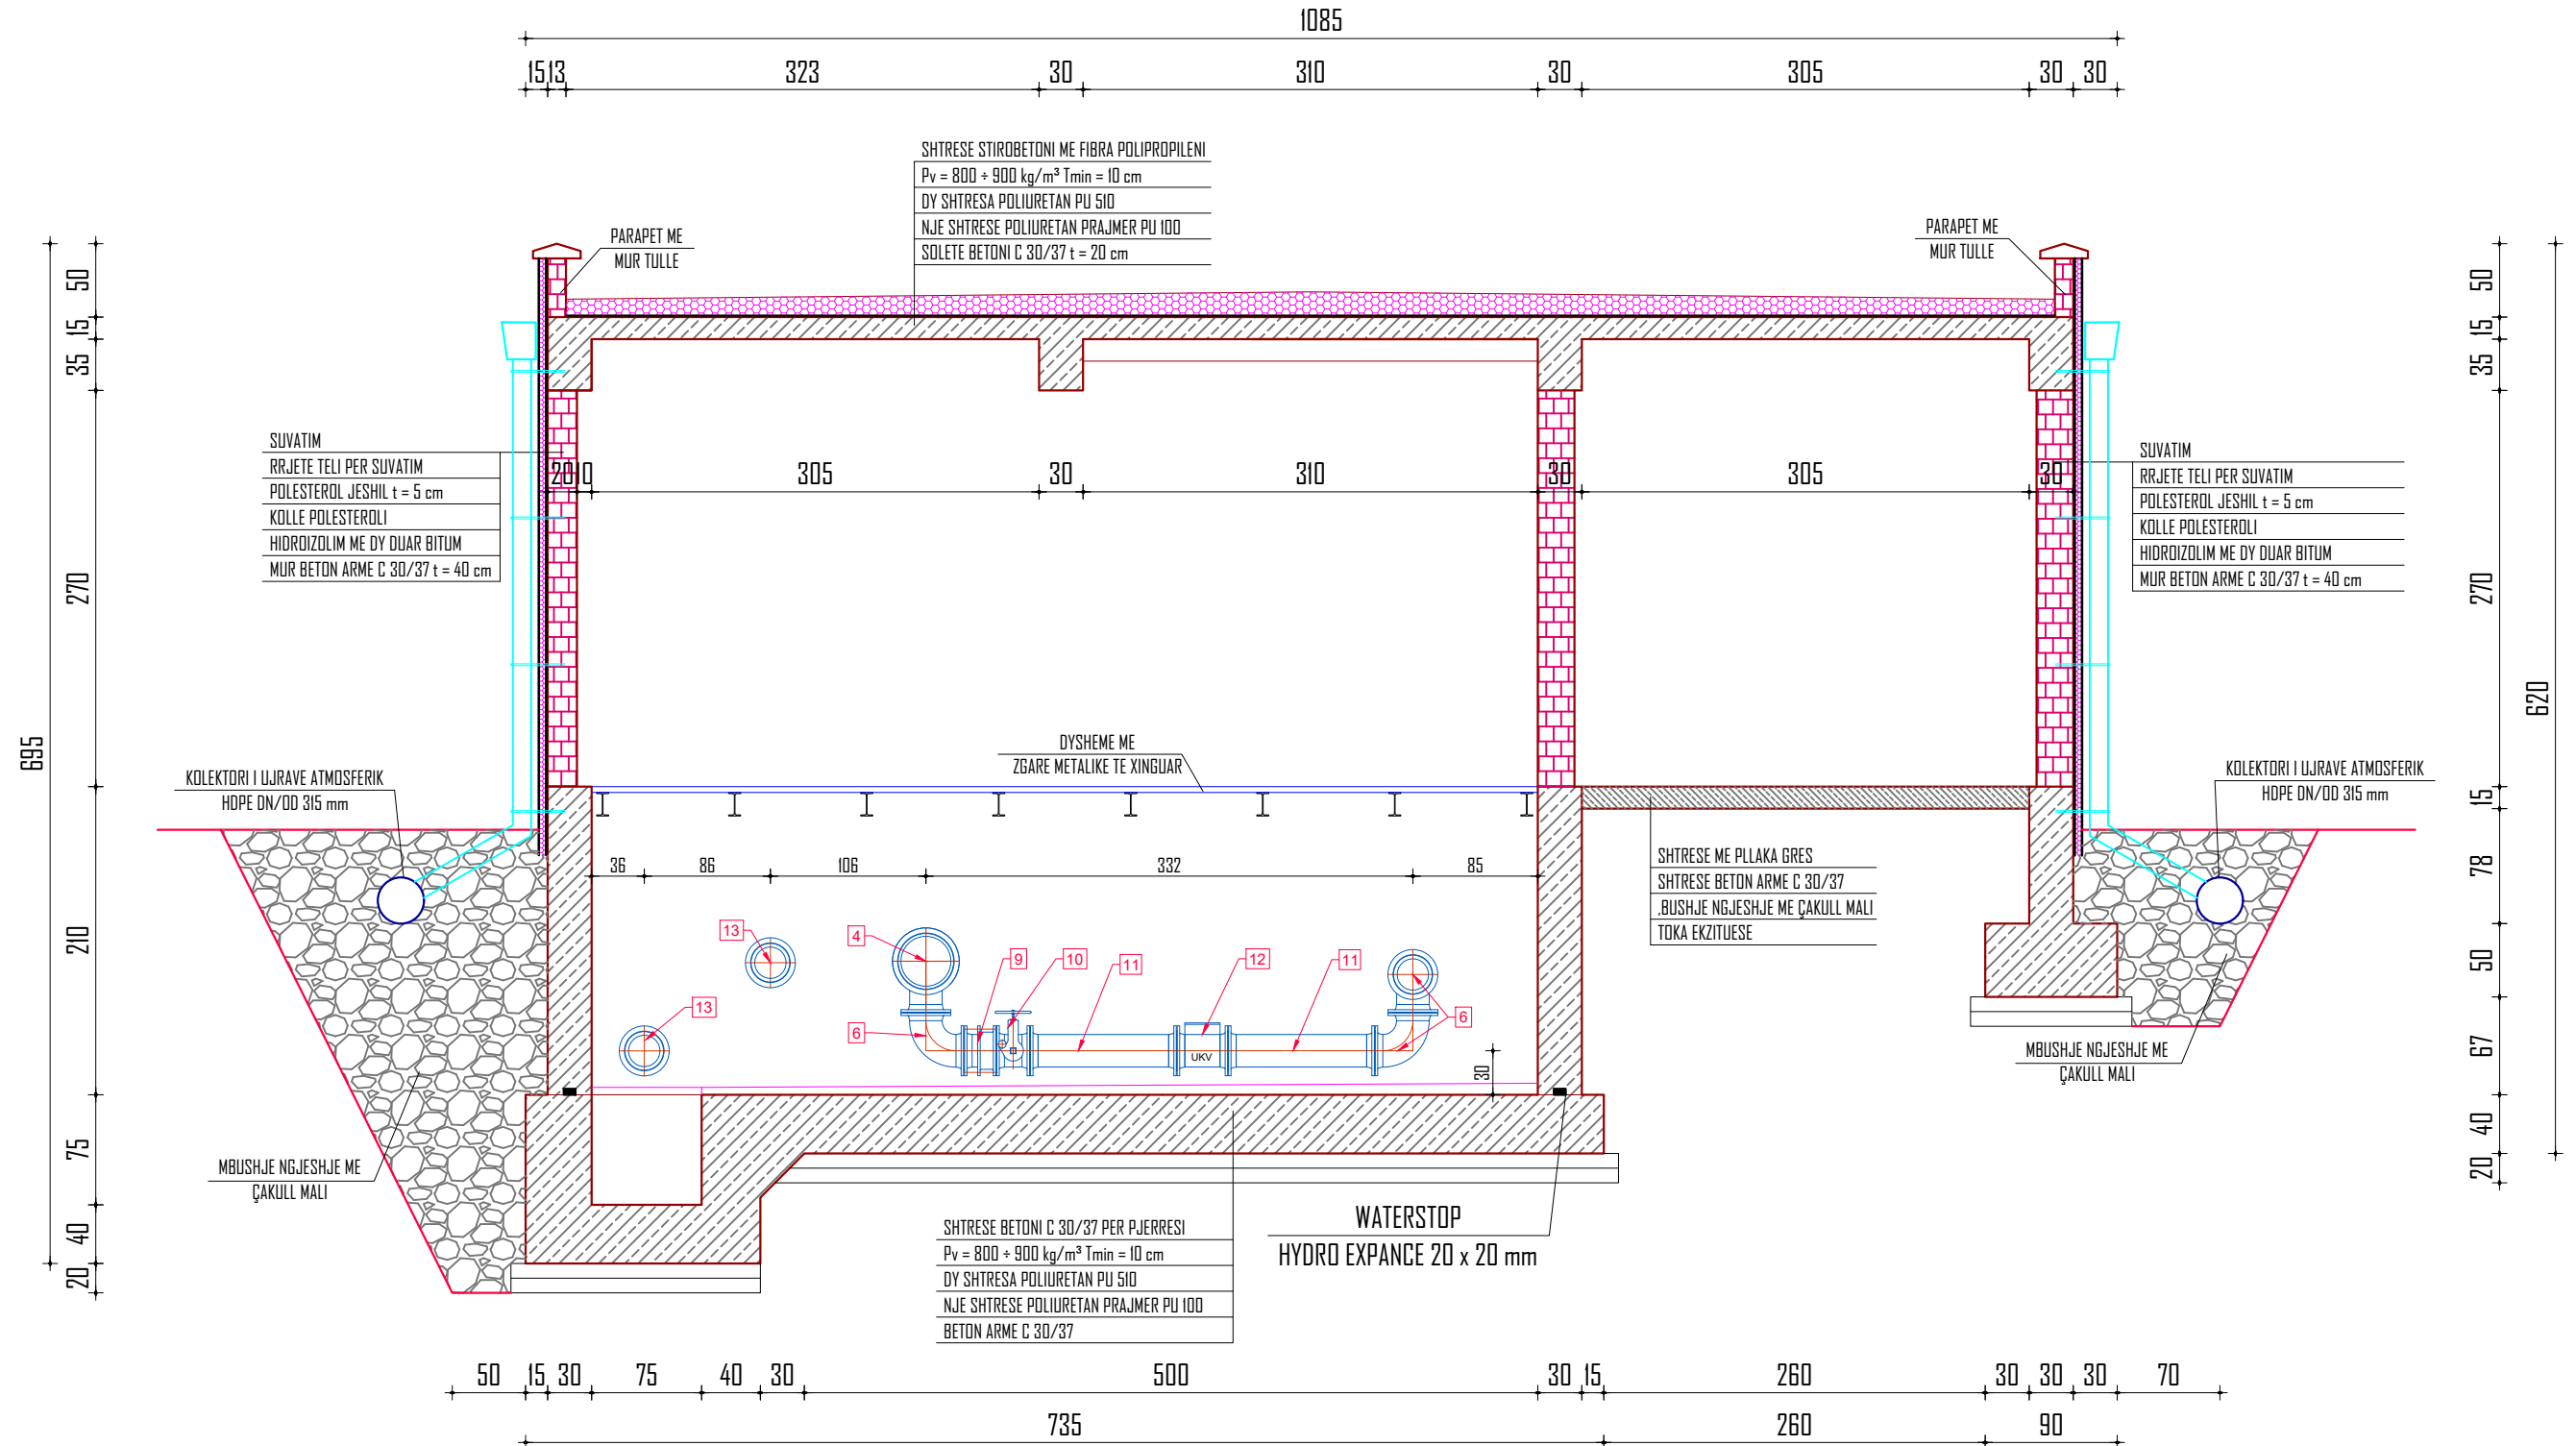 1085
15 13 323 30 310 30 305 30 30
SHTRESE STIROBETONI ME FIBRA POLIPROPILENI
Pv = 800 ÷ 900 kg/m³ Tmin = 10 cm
DY SHTRESA POLIURETAN PU 510
NJE SHTRESE POLIURETAN PRAJMER PU 100
SOLETE BETONI C 30/37 t = 20 cm
PARAPET ME
MUR TULLE
PARAPET ME
MUR TULLE
50
15
35
270
210
75
40
20
695
50
15
35
270
15
78
50
67
40
20
620
SUVATIM
RRJETE TELI PER SUVATIM
POLESTEROL JESHIL t = 5 cm
KOLLE POLESTEROLI
HIDROIZOLIM ME DY DUAR BITUM
MUR BETON ARME C 30/37 t = 40 cm
20 10 305 30 310 30 305 30
SUVATIM
RRJETE TELI PER SUVATIM
POLESTEROL JESHIL t = 5 cm
KOLLE POLESTEROLI
HIDROIZOLIM ME DY DUAR BITUM
MUR BETON ARME C 30/37 t = 40 cm
DYSHEME ME
ZGARE METALIKE TE XINGUAR
KOLEKTORI I UJRAVE ATMOSFERIK
HDPE DN/OD 315 mm
KOLEKTORI I UJRAVE ATMOSFERIK
HDPE DN/OD 315 mm
36 86 106 332 85
SHTRESE ME PLLAKA GRES
SHTRESE BETON ARME C 30/37
,BUSHJE NGJESHJE ME ÇAKULL MALI
TOKA EKZITUESE
13 4 9 10 11 12 11
13 6 6
UKV
30
MBUSHJE NGJESHJE ME
ÇAKULL MALI
MBUSHJE NGJESHJE ME
ÇAKULL MALI
SHTRESE BETONI C 30/37 PER PJERRESI
Pv = 800 ÷ 900 kg/m³ Tmin = 10 cm
DY SHTRESA POLIURETAN PU 510
NJE SHTRESE POLIURETAN PRAJMER PU 100
BETON ARME C 30/37
WATERSTOP
HYDRO EXPANCE 20 x 20 mm
50 15 30 75 40 30 500 30 15 260 30 30 30 70
735 260 90